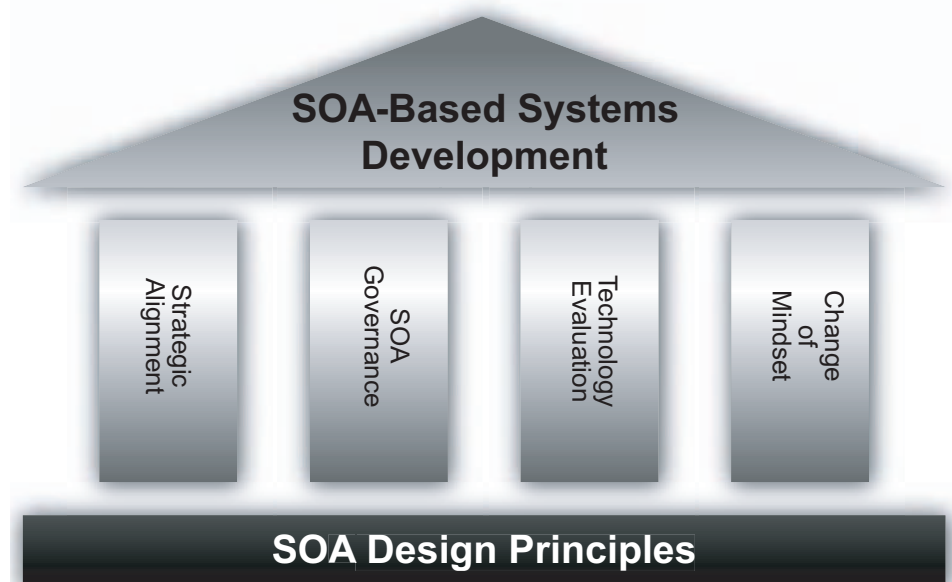 SOA-Based Systems
Development
Strategic
Alignment
SOA
Governance
Technology
Evaluation
Change
of
Mindset
SOA Design Principles